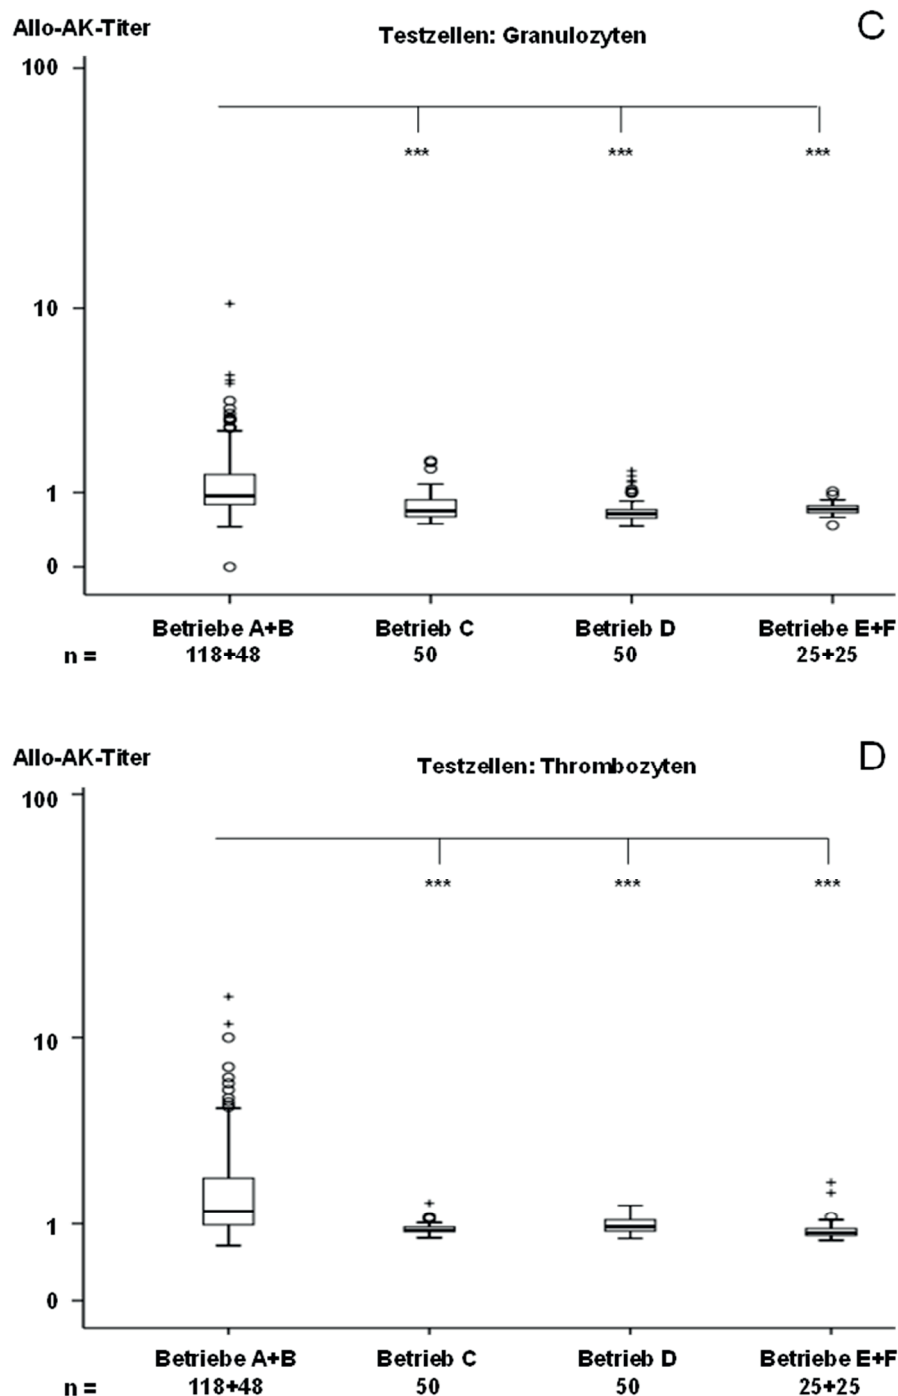 Allo-AK-Titer
Testzellen: Granulozyten
C
100
*** *** ***
10
1
0
Betriebe A+B Betrieb C Betrieb D Betriebe E+F
n = 118+48 50 50 25+25
Allo-AK-Titer
Testzellen: Thrombozyten
D
100
*** *** ***
10
1
0
Betriebe A+B Betrieb C Betrieb D Betriebe E+F
n = 118+48 50 50 25+25